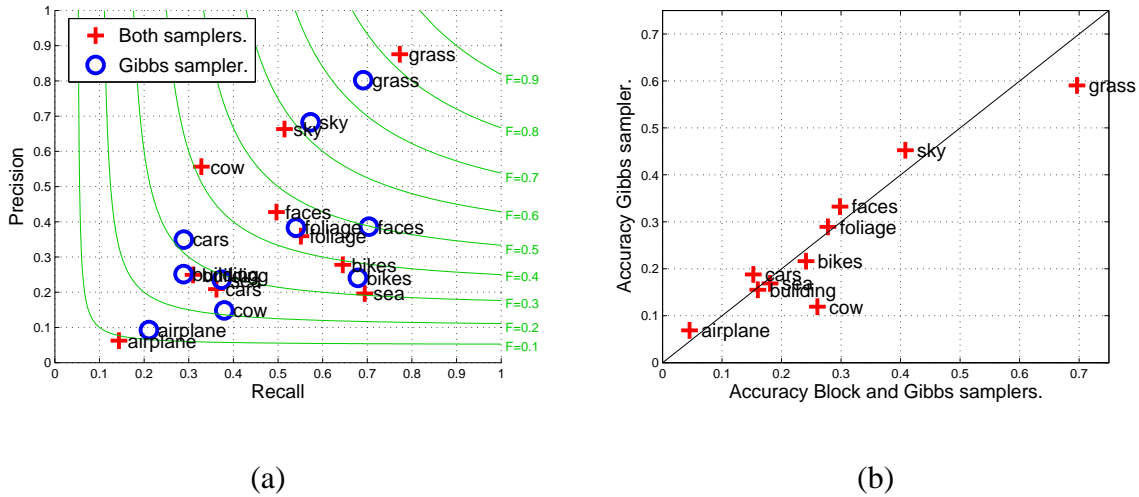 Both samplers.
Gibbs sampler.
Precision
1
0.9
0.8
0.7
0.6
0.5
0.4
0.3
0.2
0.1
0
0 0.1 0.2 0.3 0.4 0.5 0.6 0.7 0.8 0.9 1
Recall
grass
grass
sky
sky
cow
faces
foliage
faces
foliage
cars
bikes
building
building
sea
bikes
cars
sea
cow
airplane
airplane
F=0.9
F=0.8
F=0.7
F=0.6
F=0.5
F=0.4
F=0.3
F=0.2
F=0.1
(a)
Accuracy Gibbs sampler.
0.7
0.6
0.5
0.4
0.3
0.2
0.1
0
0 0.1 0.2 0.3 0.4 0.5 0.6 0.7
Accuracy Block and Gibbs samplers.
grass
sky
faces
foliage
bikes
cars
sea
building
cow
airplane
(b)